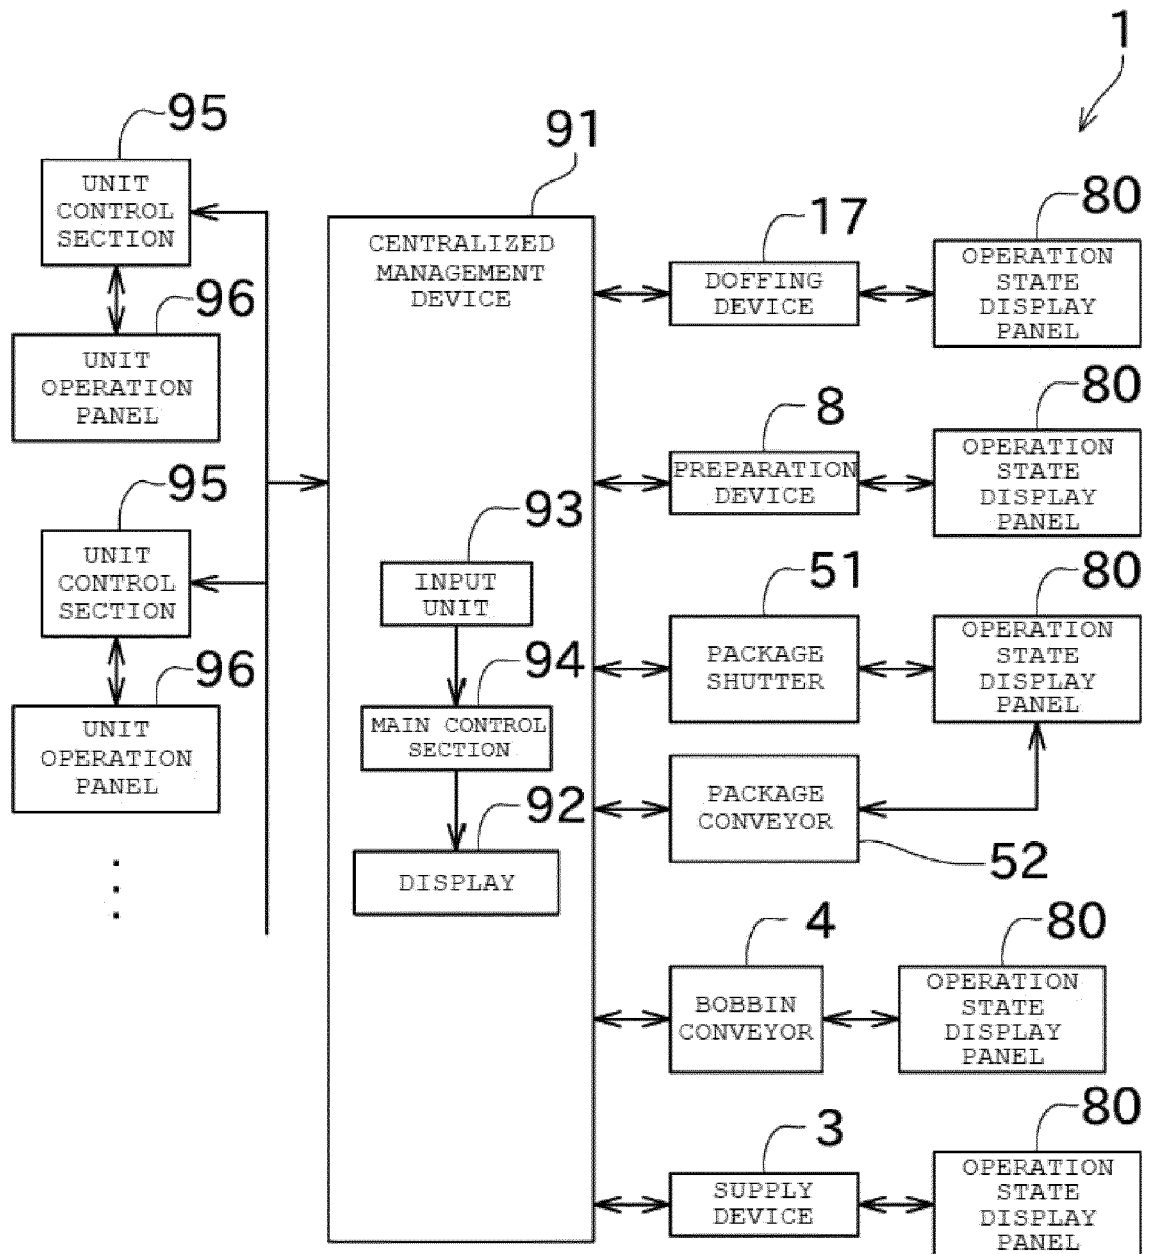 1
95
UNIT
CONTROL
SECTION
96
UNIT
OPERATION
PANEL
95
UNIT
CONTROL
SECTION
96
UNIT
OPERATION
PANEL
91
CENTRALIZED
MANAGEMENT
DEVICE
93
INPUT
UNIT
94
MAIN CONTROL
SECTION
92
DISPLAY
17
DOFFING
DEVICE
80
OPERATION
STATE
DISPLAY
PANEL
8
PREPARATION
DEVICE
80
OPERATION
STATE
DISPLAY
PANEL
51
PACKAGE
SHUTTER
80
OPERATION
STATE
DISPLAY
PANEL
PACKAGE
CONVEYOR
52
4
BOBBIN
CONVEYOR
80
OPERATION
STATE
DISPLAY
PANEL
3
SUPPLY
DEVICE
80
OPERATION
STATE
DISPLAY
PANEL